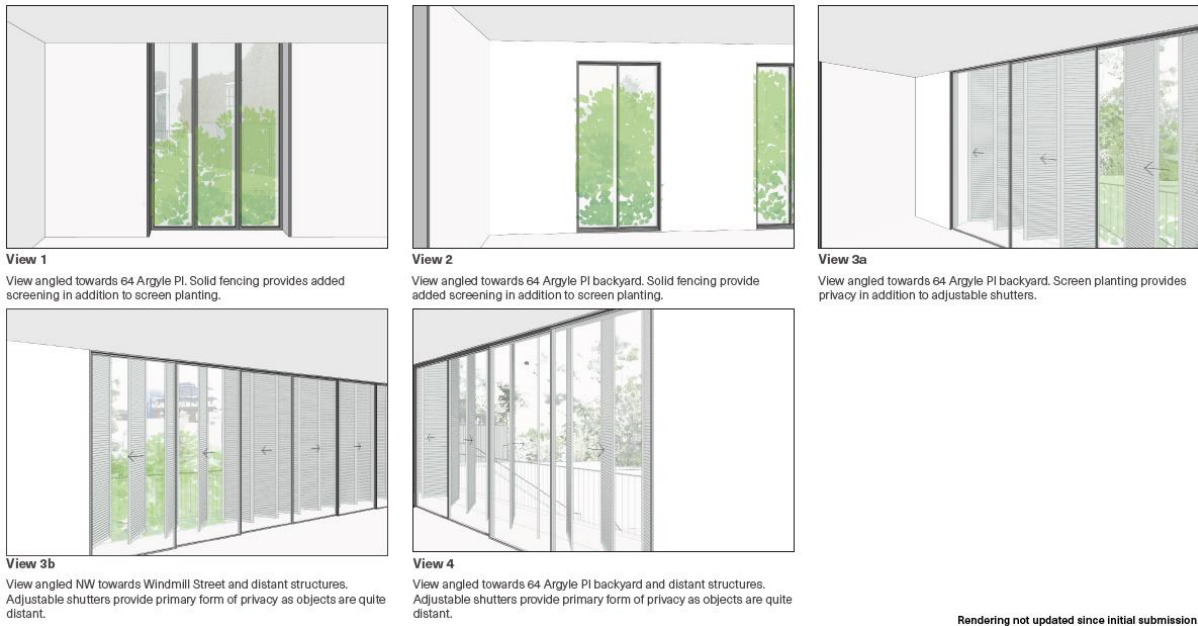 View 1
View angled towards 64 Argyle Pl. Solid fencing provides added
screening in addition to screen planting.
View 2
View angled towards 64 Argyle Pl backyard. Solid fencing provide
added screening in addition to screen planting.
View 3a
View angled towards 64 Argyle Pl backyard. Screen planting provides
privacy in addition to adjustable shutters.
View 3b
View angled NW towards Windmill Street and distant structures.
Adjustable shutters provide primary form of privacy as objects are quite
distant.
View 4
View angled towards 64 Argyle Pl backyard and distant structures.
Adjustable shutters provide primary form of privacy as objects are quite
distant.
Rendering not updated since initial submission